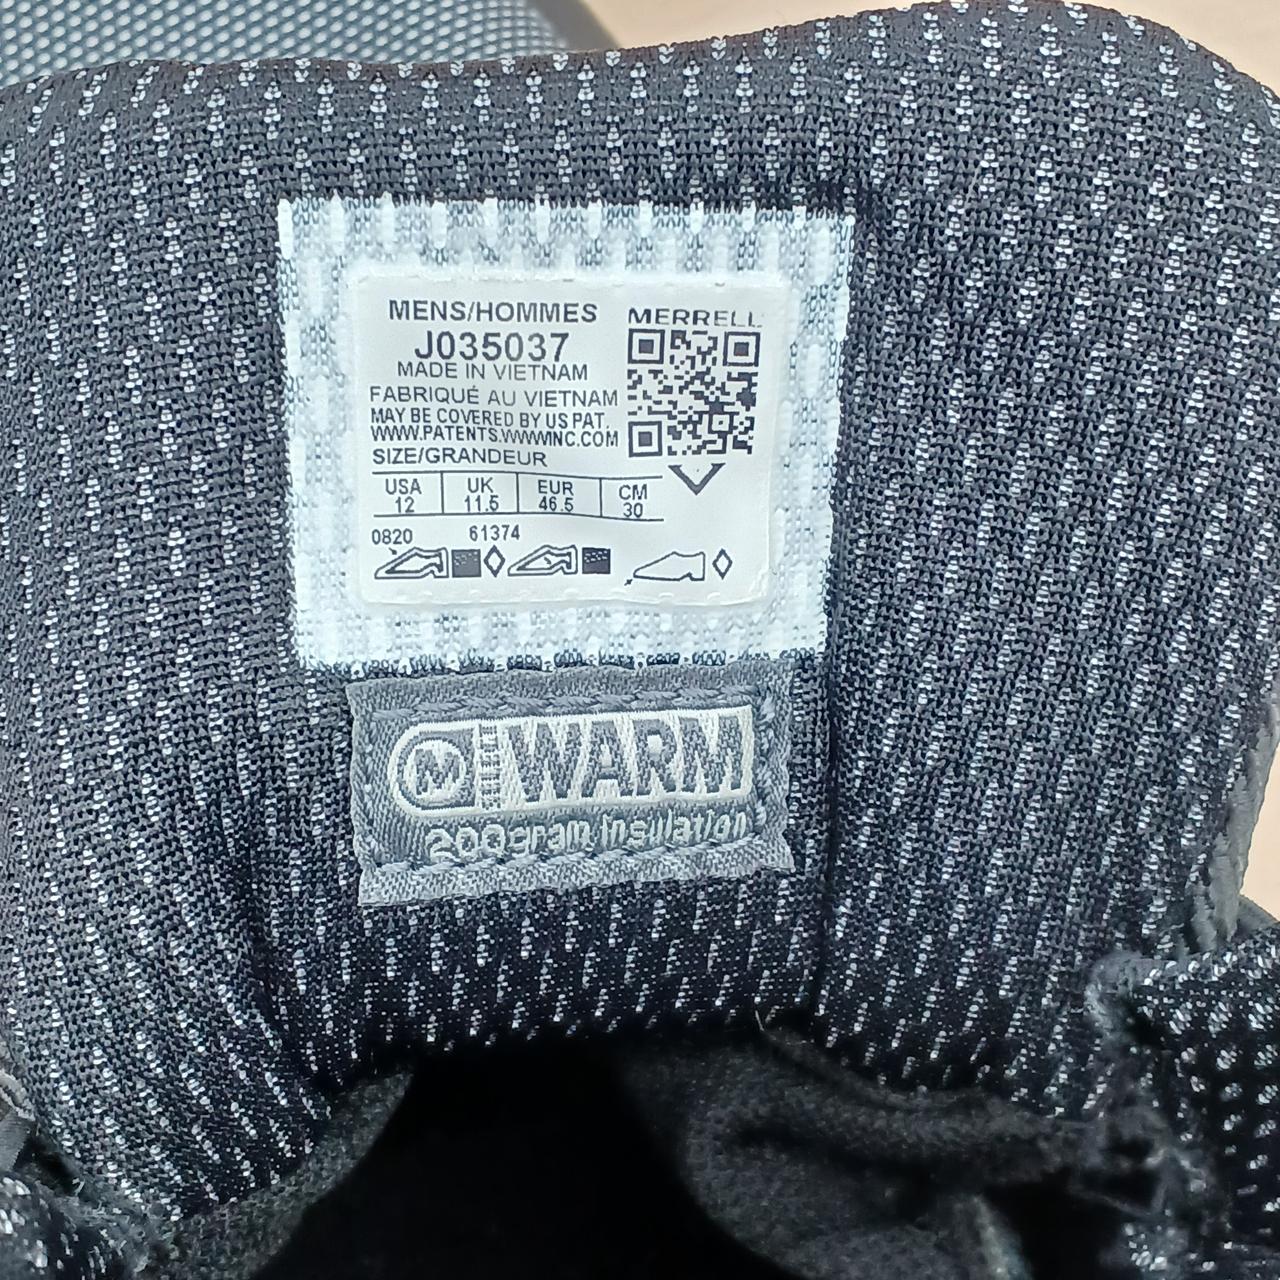 MENS/HOMMES
MERRELL
J035037
MADE IN VIETNAM
FABRIQUÉ AU VIETNAM
MAY BE COVERED BY US PAT.
WWW.PATENTS.WWWINC.COM
SIZE/GRANDEUR
USA UK EUR CM
12 11.5 46.5 30
0820 61374
M WARM
200gram insulation